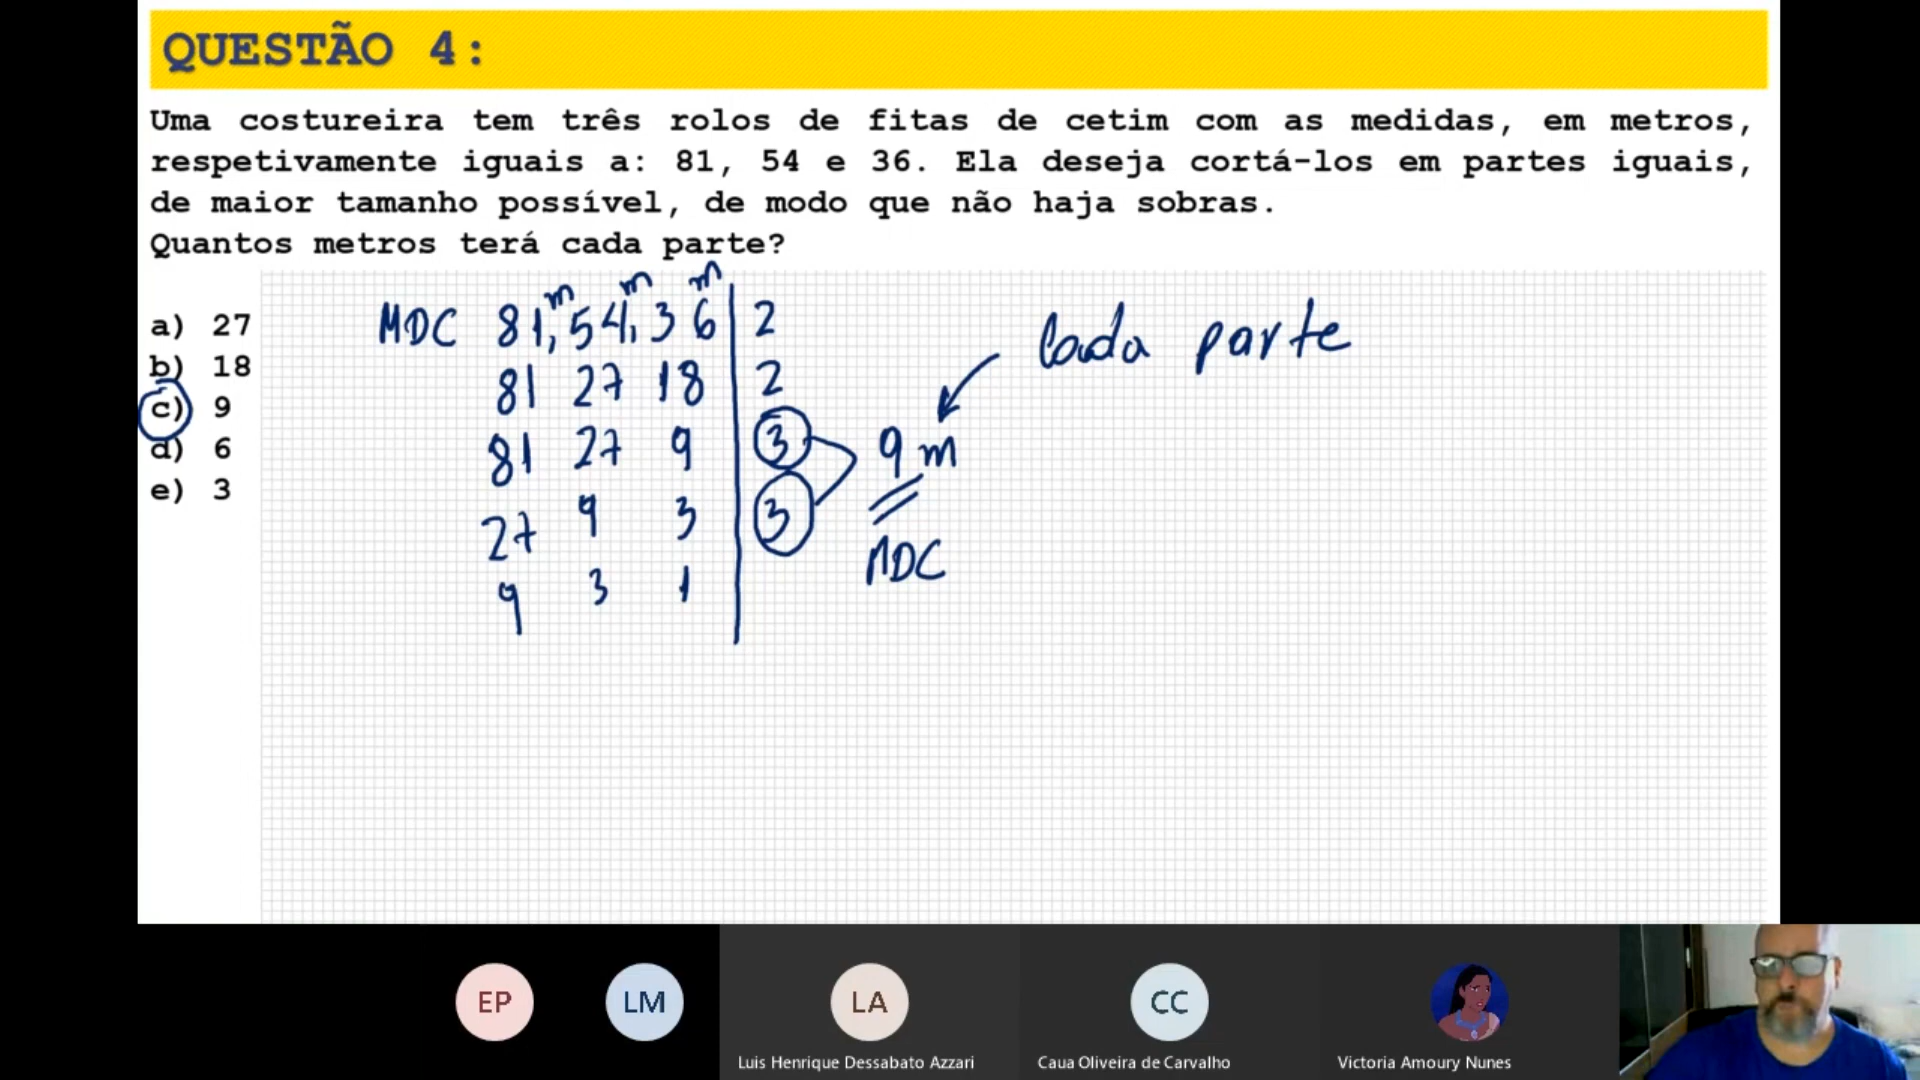 QUESTÃO 4:
Uma costureira tem três rolos de fitas de cetim com as medidas, em metros,
respetivamente iguais a: 81, 54 e 36. Ela deseja cortá-los em partes iguais,
de maior tamanho possível, de modo que não haja sobras.
Quantos metros terá cada parte?
a) 27
b) 18
c) 9
d) 6
e) 3
m m m
MDC 81, 54, 36 2
81 27 18 2
81 27 9 3
27 9 3 3
9 3 1
Cada parte
9 m
MDC
EP
LM
LA
CC
Luis Henrique Dessabato Azzari
Caua Oliveira de Carvalho
Victoria Amoury Nunes